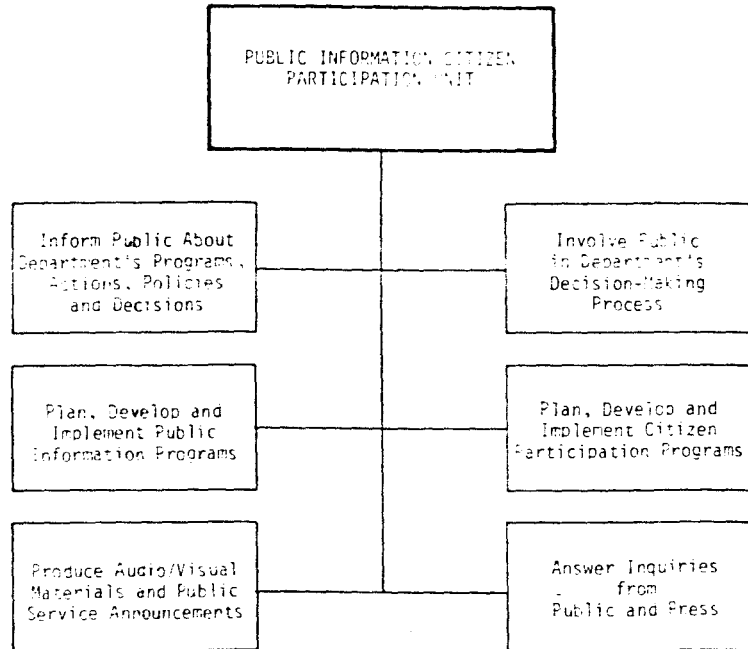 PUBLIC INFORMATION CITIZEN
PARTICIPATION UNIT
Inform Public About
Department's Programs,
Actions, Policies
and Decisions
Involve Public
in Department's
Decision-Making
Process
Plan, Develop and
Implement Public
Information Programs
Plan, Develop and
Implement Citizen
Participation Programs
Produce Audio/Visual
Materials and Public
Service Announcements
Answer Inquiries
from
Public and Press